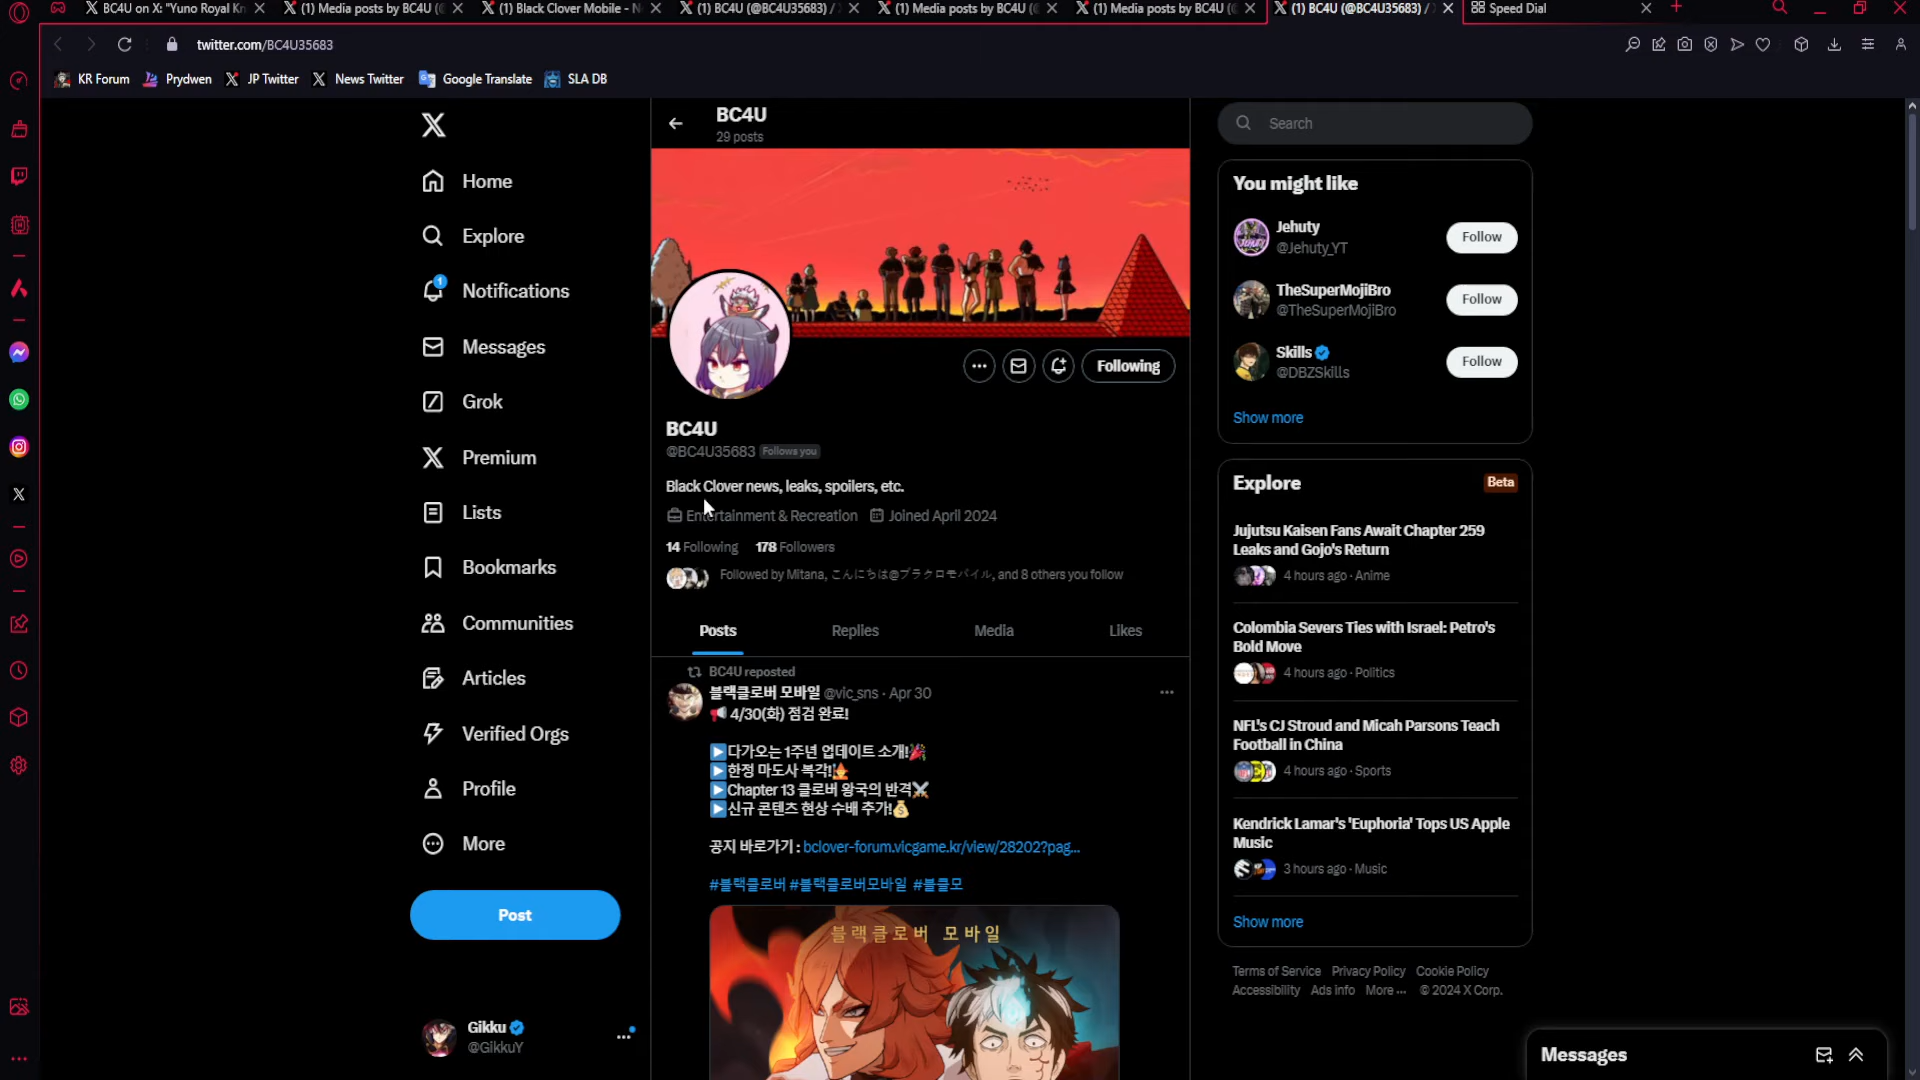 BC4U on X: "Yuno Royal Kn
(1) Media posts by BC4U (@
(1) Black Clover Mobile - N
(1) BC4U (@BC4U35683) /
(1) Media posts by BC4U (@
(1) Media posts by BC4U (@
(1) BC4U (@BC4U35683) /
Speed Dial
twitter.com/BC4U35683
KR Forum
Prydwen
JP Twitter
News Twitter
Google Translate
SLA DB
Home
Explore
1
Notifications
Messages
Grok
Premium
Lists
Bookmarks
Communities
Articles
Verified Orgs
Profile
More
Post
Gikku
@GikkuY
BC4U
29 posts
Following
BC4U
@BC4U35683 Follows you
Black Clover news, leaks, spoilers, etc.
Entertainment & Recreation Joined April 2024
14 Following 178 Followers
Followed by Mitana, こんにちは@ブラクロモバイル, and 8 others you follow
Posts Replies Media Likes
BC4U reposted
블랙클로버 모바일 @vic_sns · Apr 30
📢 4/30(화) 점검 완료!
▶다가오는 1주년 업데이트 소개!🎉
▶한정 마도사 복각!
▶Chapter 13 클로버 왕국의 반격⚔
▶신규 콘텐츠 현상 수배 추가!💰
공지 바로가기 : bclover-forum.vicgame.kr/view/28202?pag...
#블랙클로버 #블랙클로버모바일 #블클모
블랙클로버 모바일
Search
You might like
Jehuty
@Jehuty_YT
Follow
TheSuperMojiBro
@TheSuperMojiBro
Follow
Skills
@DBZSkills
Follow
Show more
Explore
Beta
Jujutsu Kaisen Fans Await Chapter 259
Leaks and Gojo's Return
4 hours ago · Anime
Colombia Severs Ties with Israel: Petro's
Bold Move
4 hours ago · Politics
NFL's CJ Stroud and Micah Parsons Teach
Football in China
4 hours ago · Sports
Kendrick Lamar's 'Euphoria' Tops US Apple
Music
3 hours ago · Music
Show more
Terms of Service Privacy Policy Cookie Policy
Accessibility Ads info More ··· © 2024 X Corp.
Messages